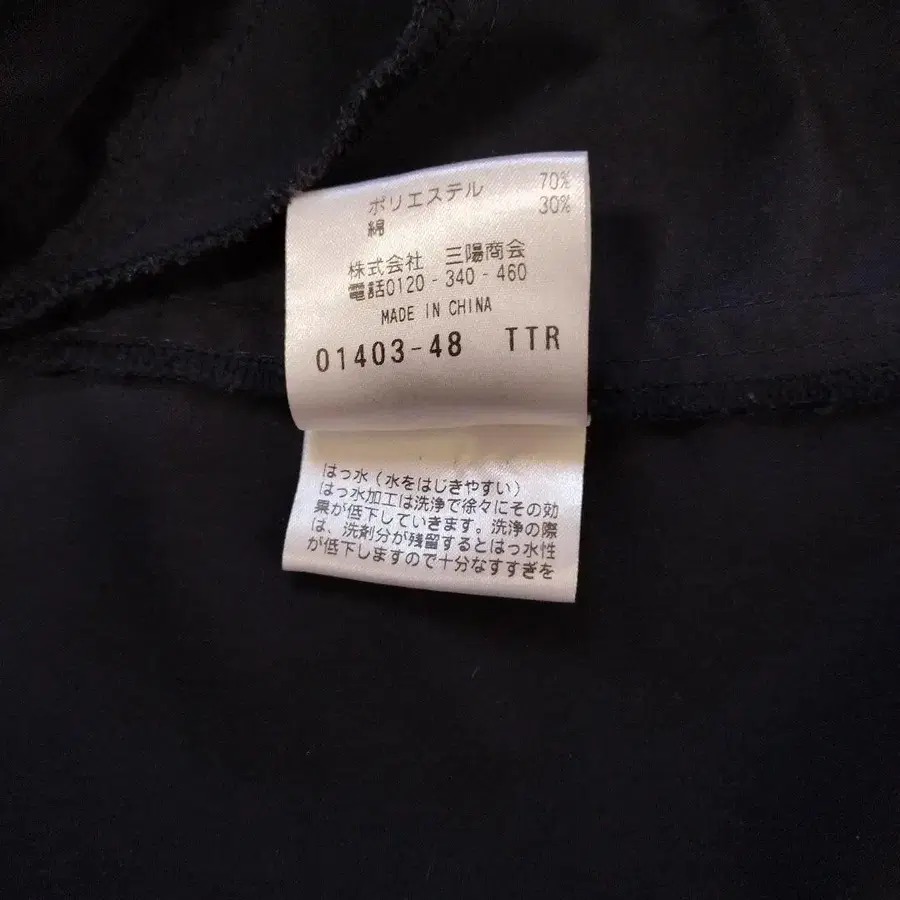 ポリエステル 70%
綿 30%
株式会社 三陽商会
電話0120-340-460
MADE IN CHINA
01403-48 TTR
はっ水(水をはじきやすい)
はっ水加工は洗浄で徐々にその効
果が低下していきます。洗浄の際
は、洗剤分が残留するとはっ水性
が低下しますので十分なすすぎを